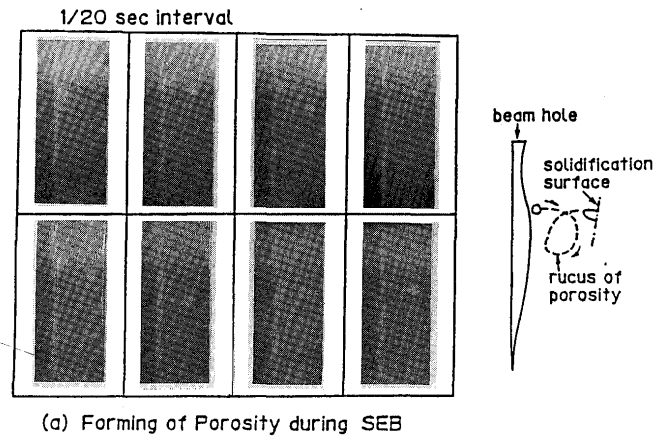 1/20 sec interval
beam hole
solidification
surface
rucus of
porosity
(a) Forming of Porosity during SEB